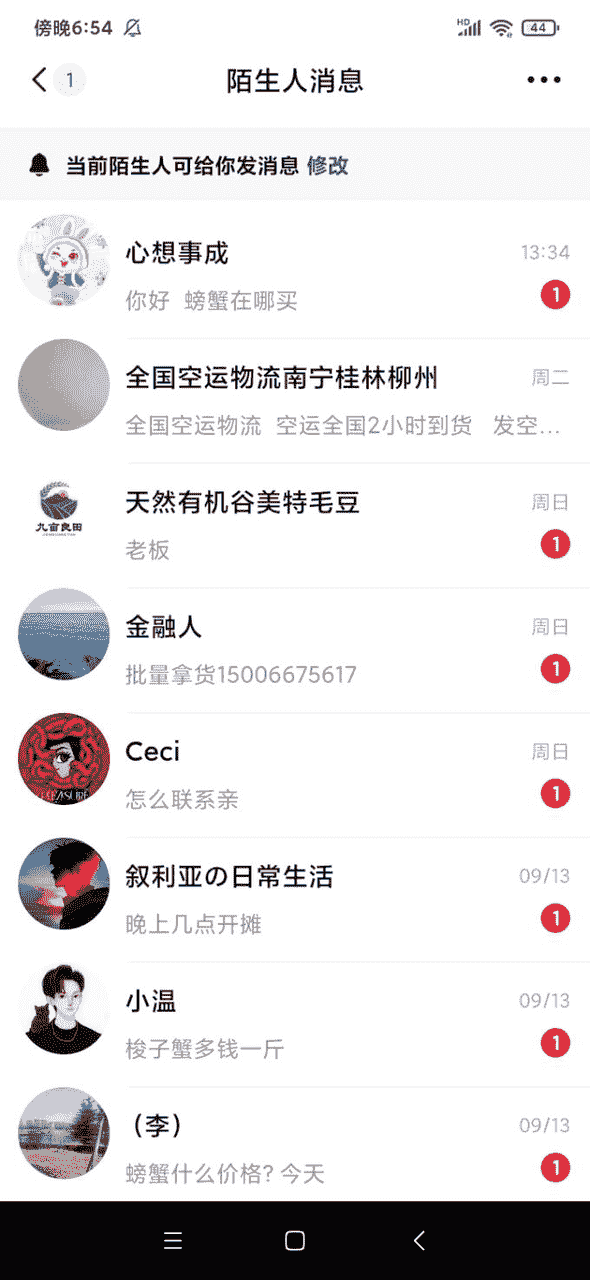 傍晚6:54
HD
44
1
陌生人消息
当前陌生人可给你发消息 修改
心想事成
13:34
你好 螃蟹在哪买
1
全国空运物流南宁桂林柳州
周二
全国空运物流 空运全国2小时到货 发空...
九亩良田
天然有机谷美特毛豆
周日
老板
1
金融人
周日
批量拿货15006675617
1
Ceci
周日
怎么联系亲
1
叙利亚の日常生活
09/13
晚上几点开摊
1
小温
09/13
梭子蟹多钱一斤
1
（李）
09/13
螃蟹什么价格? 今天
1